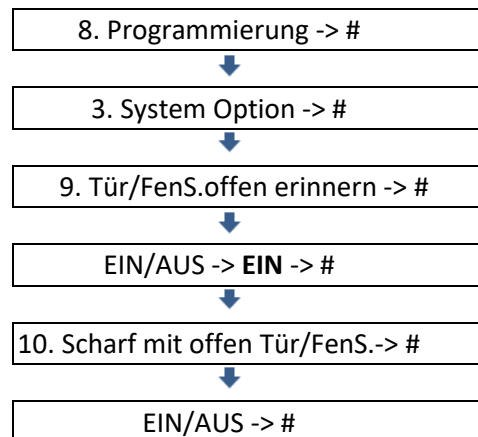 8. Programmierung -> #
3. System Option -> #
9. Tür/FenS.offen erinnern -> #
EIN/AUS -> EIN -> #
10. Scharf mit offen Tür/FenS.-> #
EIN/AUS -> #